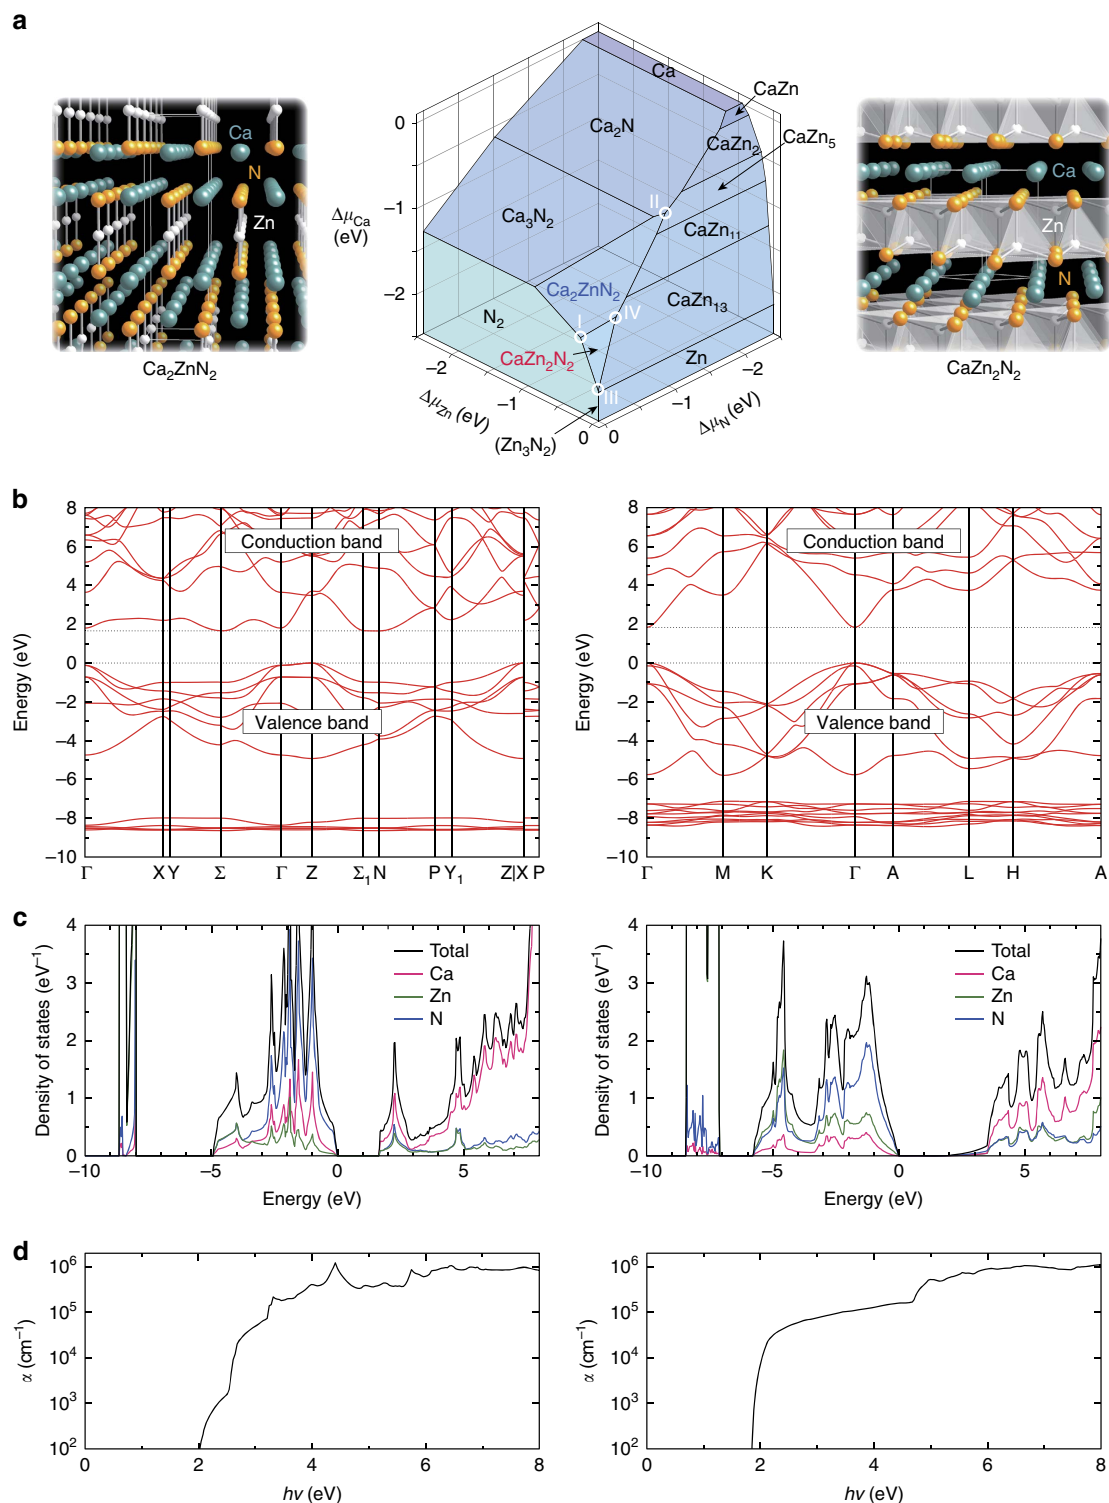 a
Ca
N
Zn
Ca₂ZnN₂
Δμ_Ca
(eV)
0
−1
−2
Ca
CaZn
Ca₂N
CaZn₂
CaZn₅
II
Ca₃N₂
CaZn₁₁
Ca₂ZnN₂
CaZn₁₃
N₂
I
IV
CaZn₂N₂
Zn
III
(Zn₃N₂)
−2
−1
0
Δμ_Zn (eV)
0
−1
−2
Δμ_N (eV)
Ca
Zn
N
CaZn₂N₂
b
Energy (eV)
8
6
4
2
0
−2
−4
−6
−8
−10
Conduction band
Valence band
Γ X Y Σ Γ Z Σ₁ N P Y₁ Z|X P
Energy (eV)
8
6
4
2
0
−2
−4
−6
−8
−10
Conduction band
Valence band
Γ M K Γ A L H A
c
Density of states (eV⁻¹)
4
3
2
1
0
Total
Ca
Zn
N
−10 −5 0 5
Energy (eV)
Density of states (eV⁻¹)
4
3
2
1
0
Total
Ca
Zn
N
−10 −5 0 5
Energy (eV)
d
α (cm⁻¹)
10⁶
10⁵
10⁴
10³
10²
0 2 4 6 8
hν (eV)
α (cm⁻¹)
10⁶
10⁵
10⁴
10³
10²
0 2 4 6 8
hν (eV)